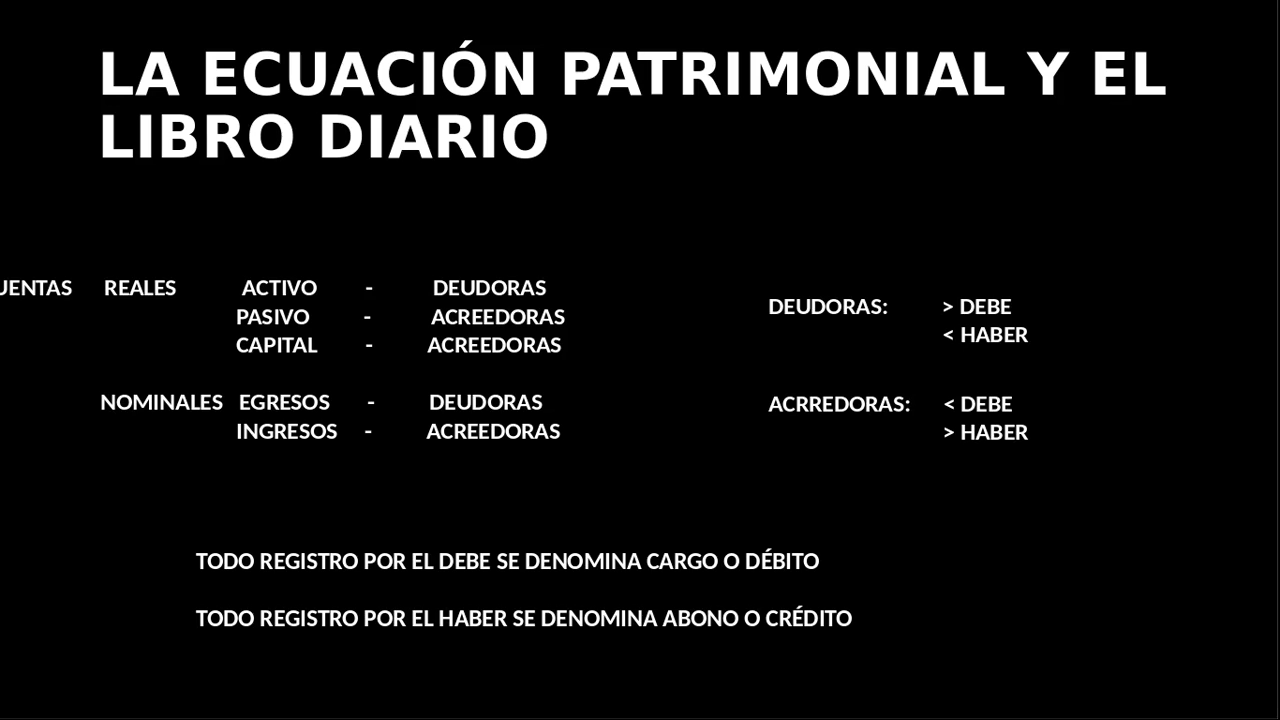 LA ECUACIÓN PATRIMONIAL Y EL
LIBRO DIARIO
UENTAS REALES ACTIVO - DEUDORAS
PASIVO - ACREEDORAS
CAPITAL - ACREEDORAS
NOMINALES EGRESOS - DEUDORAS
INGRESOS - ACREEDORAS
DEUDORAS: > DEBE
< HABER
ACRREDORAS: < DEBE
> HABER
TODO REGISTRO POR EL DEBE SE DENOMINA CARGO O DÉBITO
TODO REGISTRO POR EL HABER SE DENOMINA ABONO O CRÉDITO